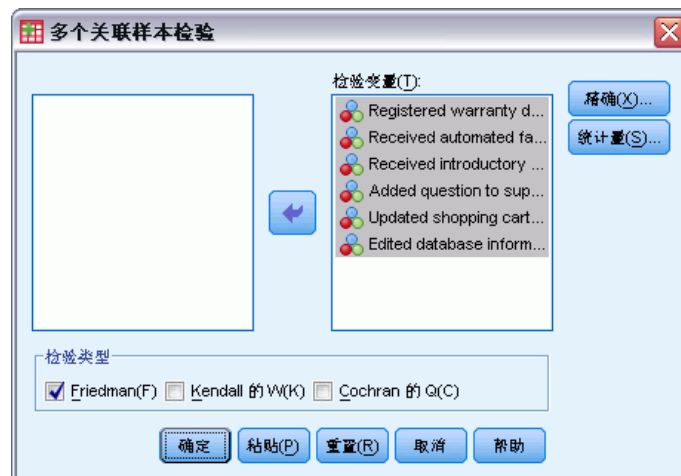 多个关联样本检验
检验变量(T):
Registered warranty d...
Received automated fa...
Received introductory ...
Added question to sup...
Updated shopping cart...
Edited database inform...
精确(X)...
统计量(S)...
检验类型
Friedman(F) Kendall 的 W(K) Cochran 的 Q(C)
确定 粘贴(P) 重置(R) 取消 帮助